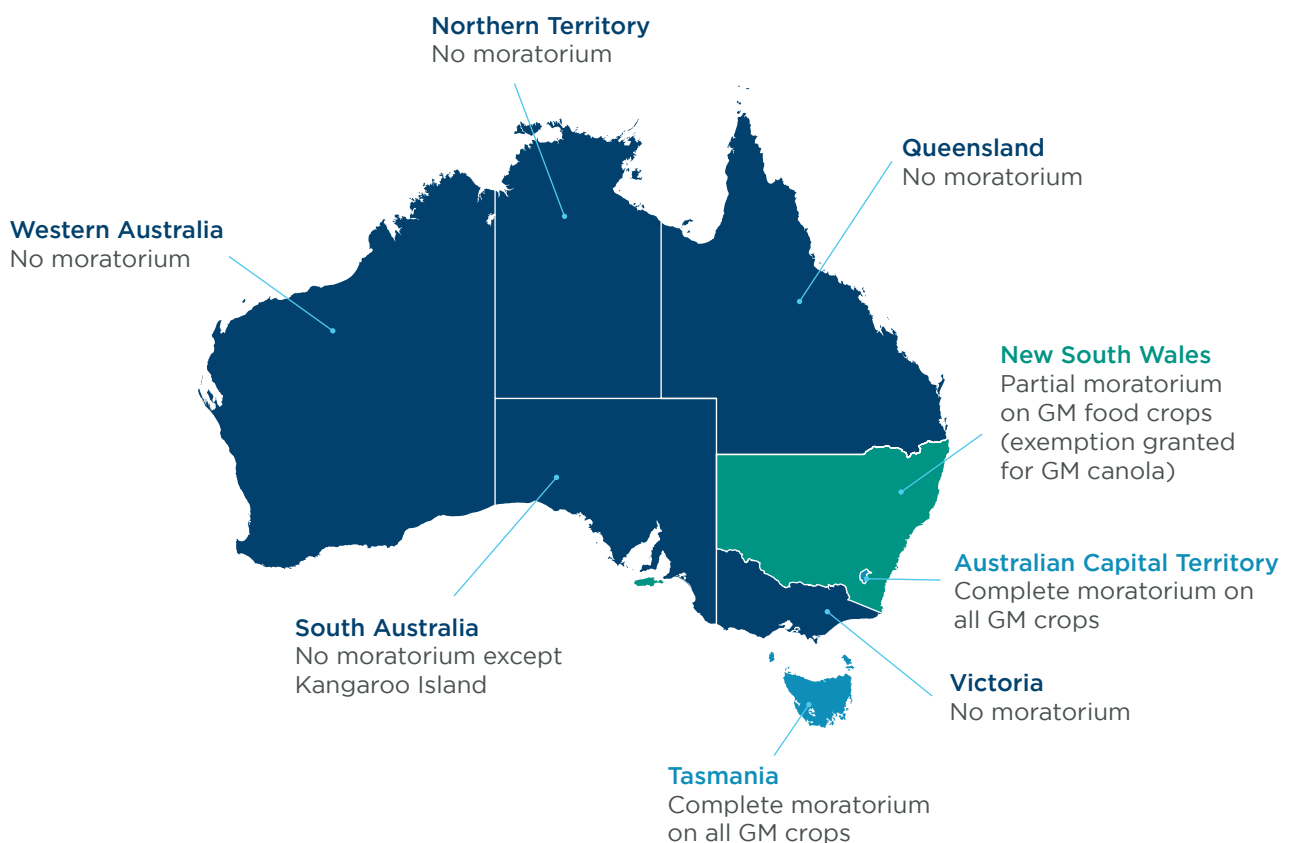 Northern Territory
No moratorium
Queensland
No moratorium
Western Australia
No moratorium
New South Wales
Partial moratorium
on GM food crops
(exemption granted
for GM canola)
Australian Capital Territory
Complete moratorium on
all GM crops
South Australia
No moratorium except
Kangaroo Island
Victoria
No moratorium
Tasmania
Complete moratorium
on all GM crops